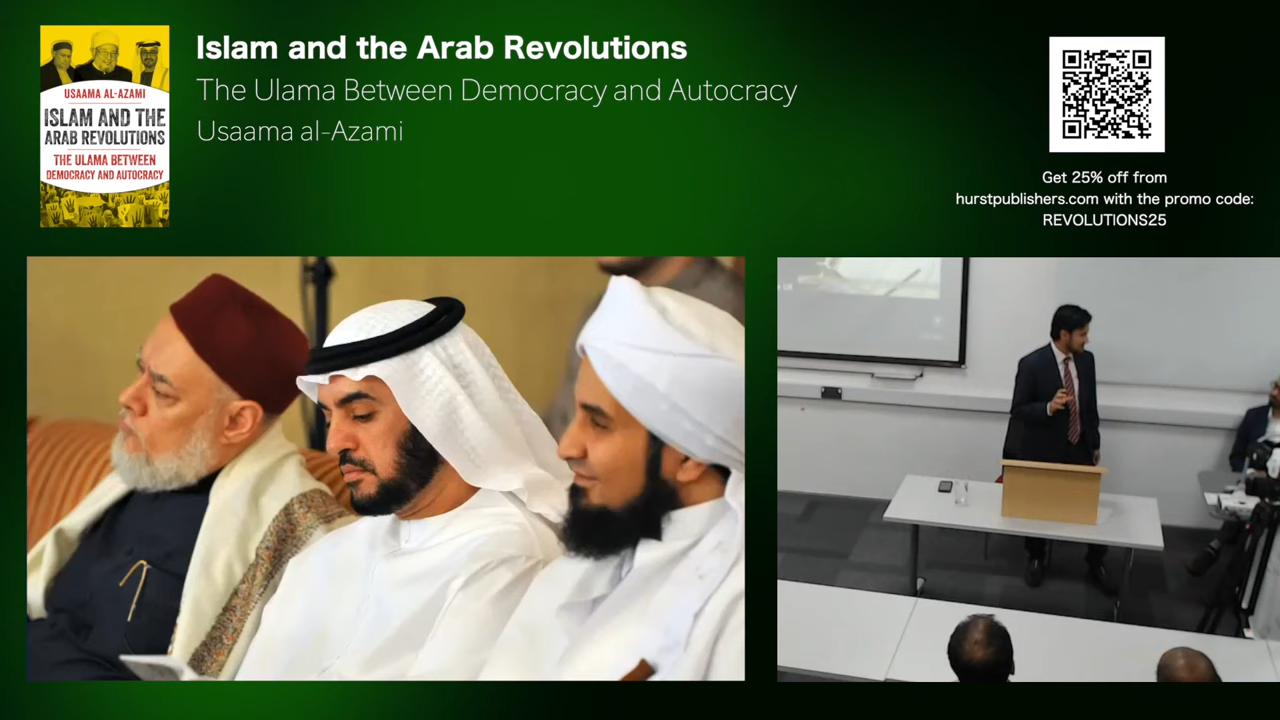 USAAMA AL-AZAMI
ISLAM AND THE
ARAB REVOLUTIONS
THE ULAMA BETWEEN
DEMOCRACY AND AUTOCRACY
Islam and the Arab Revolutions
The Ulama Between Democracy and Autocracy
Usaama al-Azami
Get 25% off from
hurstpublishers.com with the promo code:
REVOLUTIONS25